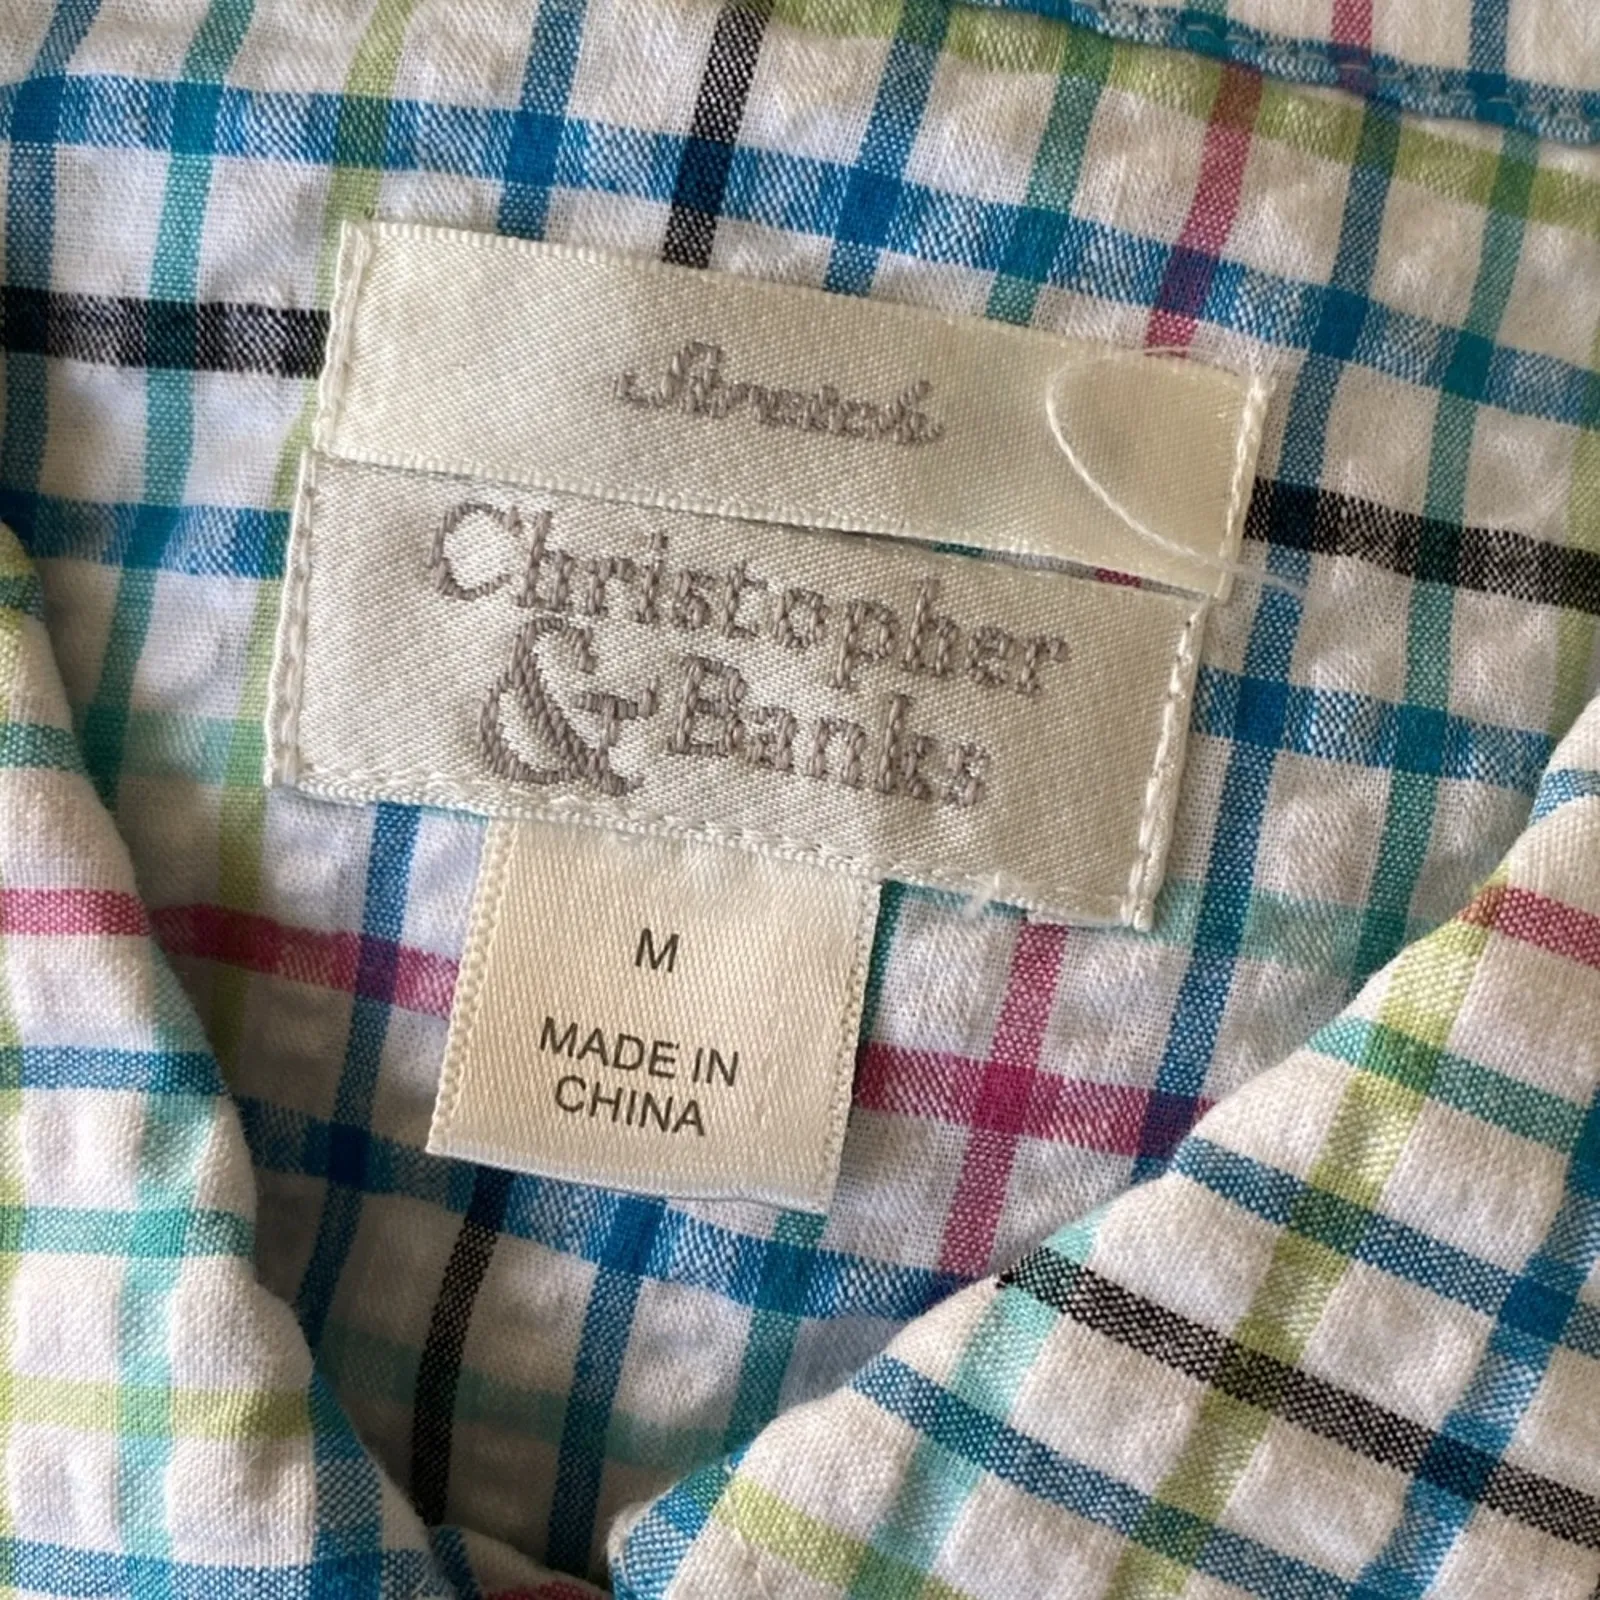 Stretch
Christopher
& Banks
M
MADE IN
CHINA